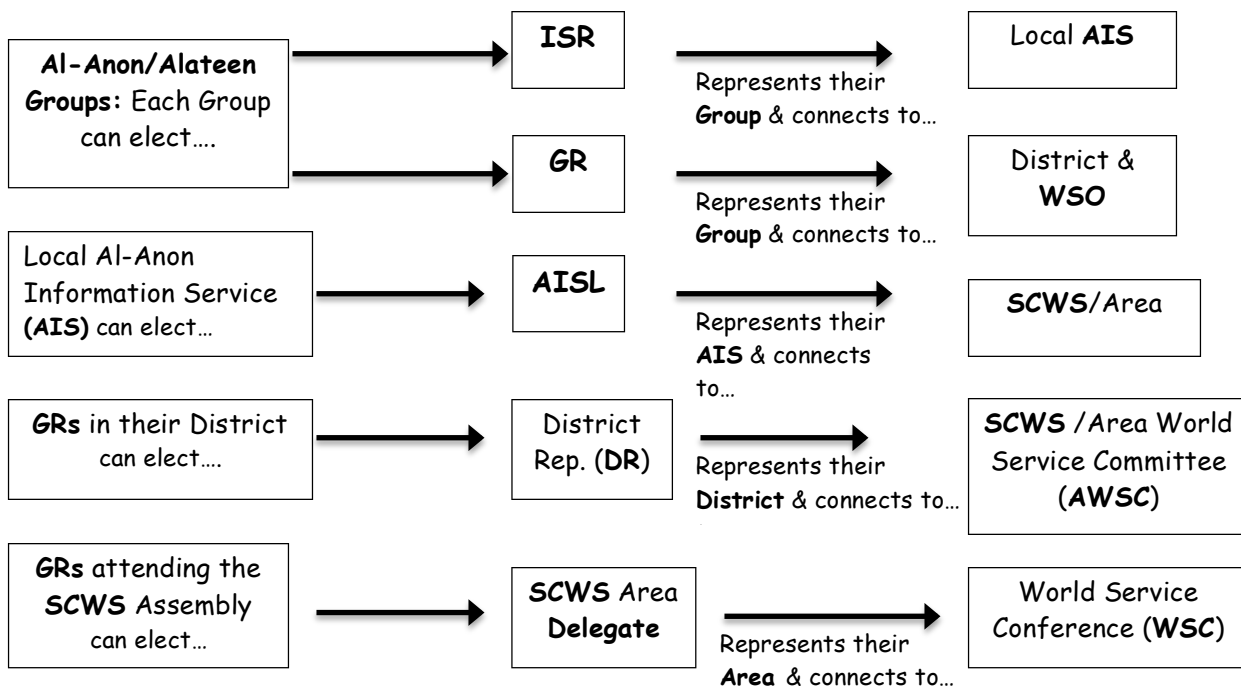 Al-Anon/Alateen
Groups: Each Group
can elect….
ISR
Represents their
Group & connects to…
Local AIS
GR
Represents their
Group & connects to…
District &
WSO
Local Al-Anon
Information Service
(AIS) can elect…
AISL
Represents their
AIS & connects
to…
SCWS/Area
GRs in their District
can elect….
District
Rep. (DR)
Represents their
District & connects to…
SCWS /Area World
Service Committee
(AWSC)
GRs attending the
SCWS Assembly
can elect…
SCWS Area
Delegate
Represents their
Area & connects to…
World Service
Conference (WSC)